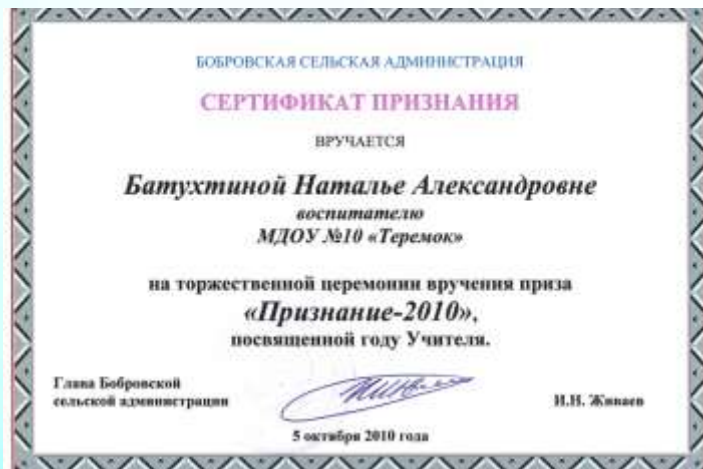 БОБРОВСКАЯ СЕЛЬСКАЯ АДМИНИСТРАЦИЯ
СЕРТИФИКАТ ПРИЗНАНИЯ
ВРУЧАЕТСЯ
Батухтиной Наталье Александровне
воспитателю
МДОУ №10 «Теремок»
на торжественной церемонии вручения приза
«Признание-2010»,
посвященной году Учителя.
Глава Бобровской
сельской администрации
И.Н. Живаев
5 октября 2010 года